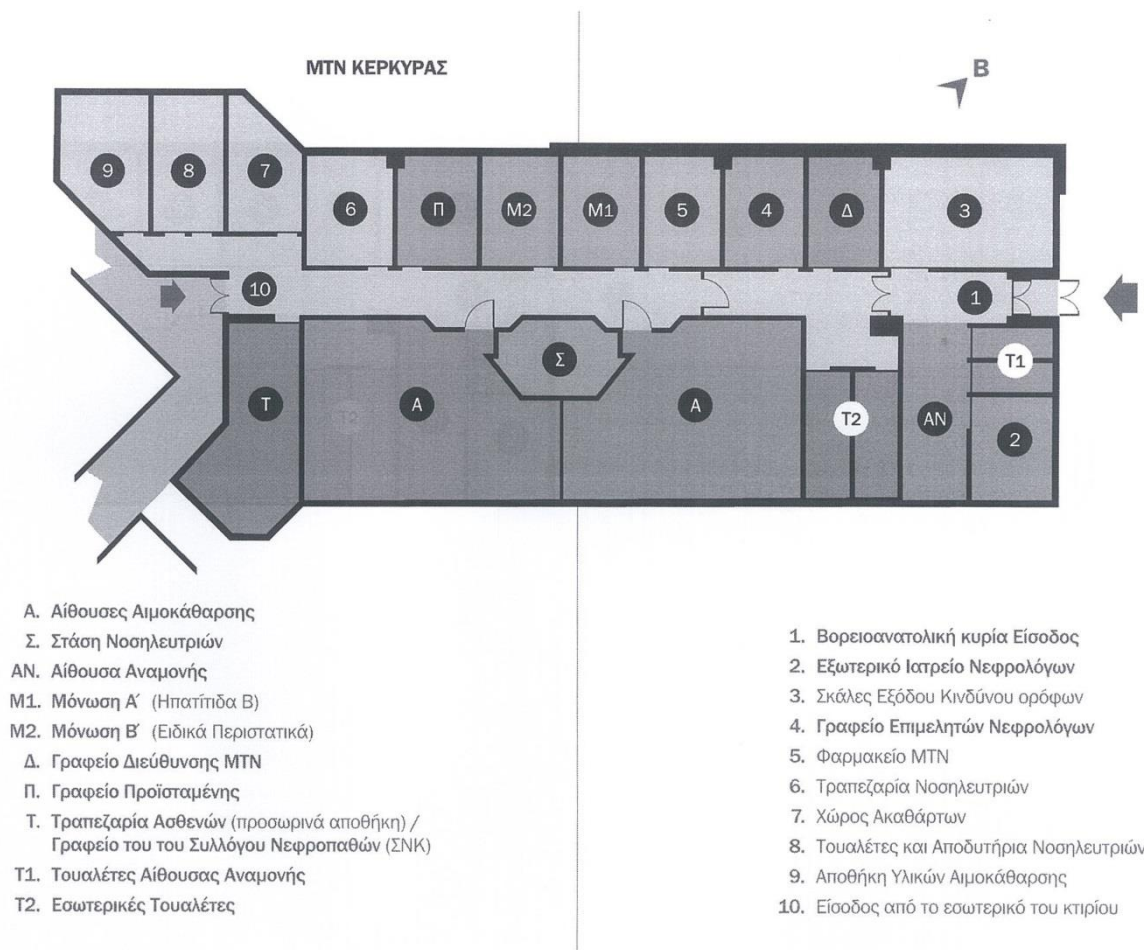 ΜΤΝ ΚΕΡΚΥΡΑΣ
Β
9
8
7
6
Π
Μ2
Μ1
5
4
Δ
3
10
1
Σ
Τ1
Τ
Α
Α
Τ2
ΑΝ
2
Α. Αίθουσες Αιμοκάθαρσης
Σ. Στάση Νοσηλευτριών
ΑΝ. Αίθουσα Αναμονής
Μ1. Μόνωση Α΄ (Ηπατίτιδα Β)
Μ2. Μόνωση Β΄ (Ειδικά Περιστατικά)
Δ. Γραφείο Διεύθυνσης ΜΤΝ
Π. Γραφείο Προϊσταμένης
Τ. Τραπεζαρία Ασθενών (προσωρινά αποθήκη) /
Γραφείο του του Συλλόγου Νεφροπαθών (ΣΝΚ)
Τ1. Τουαλέτες Αίθουσας Αναμονής
Τ2. Εσωτερικές Τουαλέτες
1. Βορειοανατολική κυρία Είσοδος
2. Εξωτερικό Ιατρείο Νεφρολόγων
3. Σκάλες Εξόδου Κινδύνου ορόφων
4. Γραφείο Επιμελητών Νεφρολόγων
5. Φαρμακείο ΜΤΝ
6. Τραπεζαρία Νοσηλευτριών
7. Χώρος Ακαθάρτων
8. Τουαλέτες και Αποδυτήρια Νοσηλευτριών
9. Αποθήκη Υλικών Αιμοκάθαρσης
10. Είσοδος από το εσωτερικό του κτιρίου